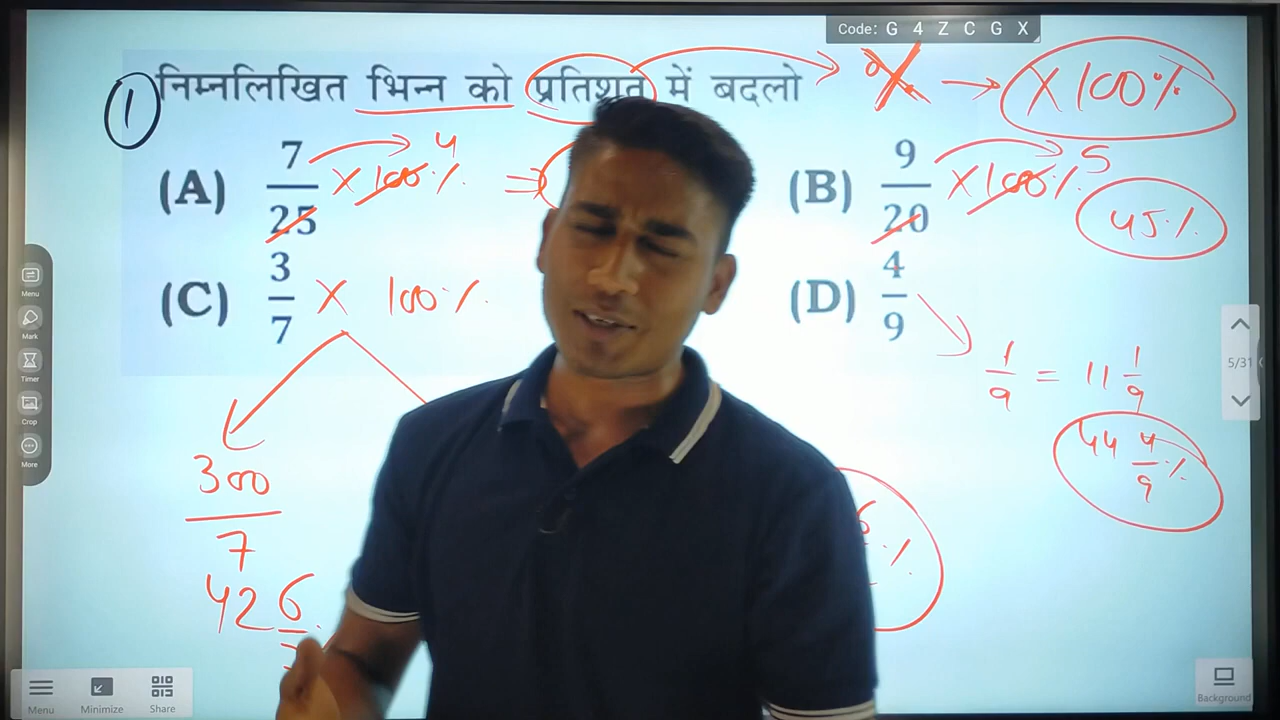 Code: G 4 Z C G X
① निम्नलिखित भिन्न को प्रतिशत में बदलो → % → × 100%
(A) 7/25 × 100% 4 ⇒
(B) 9/20 × 100% 5 45%
(C) 3/7 × 100%
(D) 4/9
1/9 = 11 1/9
44 4/9 %
300/7
42 6/7
6 %
Menu
Mark
Timer
Crop
More
5/31
Menu Minimize Share
Background